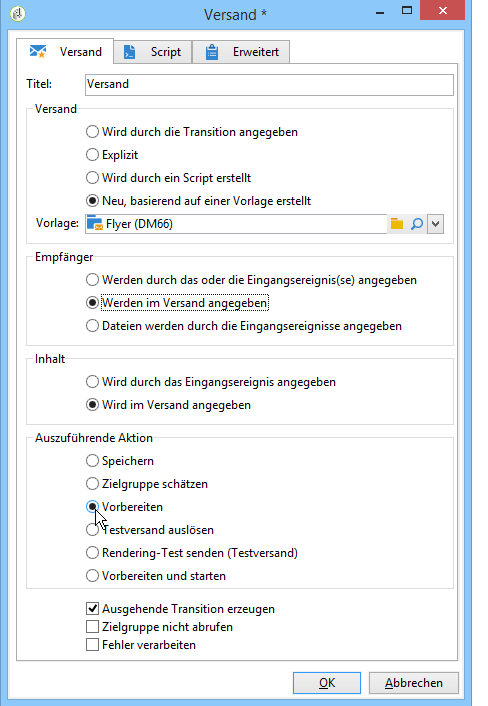 Versand *
Versand
Script
Erweitert
Titel:
Versand
Versand
Wird durch die Transition angegeben
Explizit
Wird durch ein Script erstellt
Neu, basierend auf einer Vorlage erstellt
Vorlage:
Flyer (DM66)
Empfänger
Werden durch das oder die Eingangsereignis(se) angegeben
Werden im Versand angegeben
Dateien werden durch die Eingangsereignisse angegeben
Inhalt
Wird durch das Eingangsereignis angegeben
Wird im Versand angegeben
Auszuführende Aktion
Speichern
Zielgruppe schätzen
Vorbereiten
Testversand auslösen
Rendering-Test senden (Testversand)
Vorbereiten und starten
Ausgehende Transition erzeugen
Zielgruppe nicht abrufen
Fehler verarbeiten
OK
Abbrechen